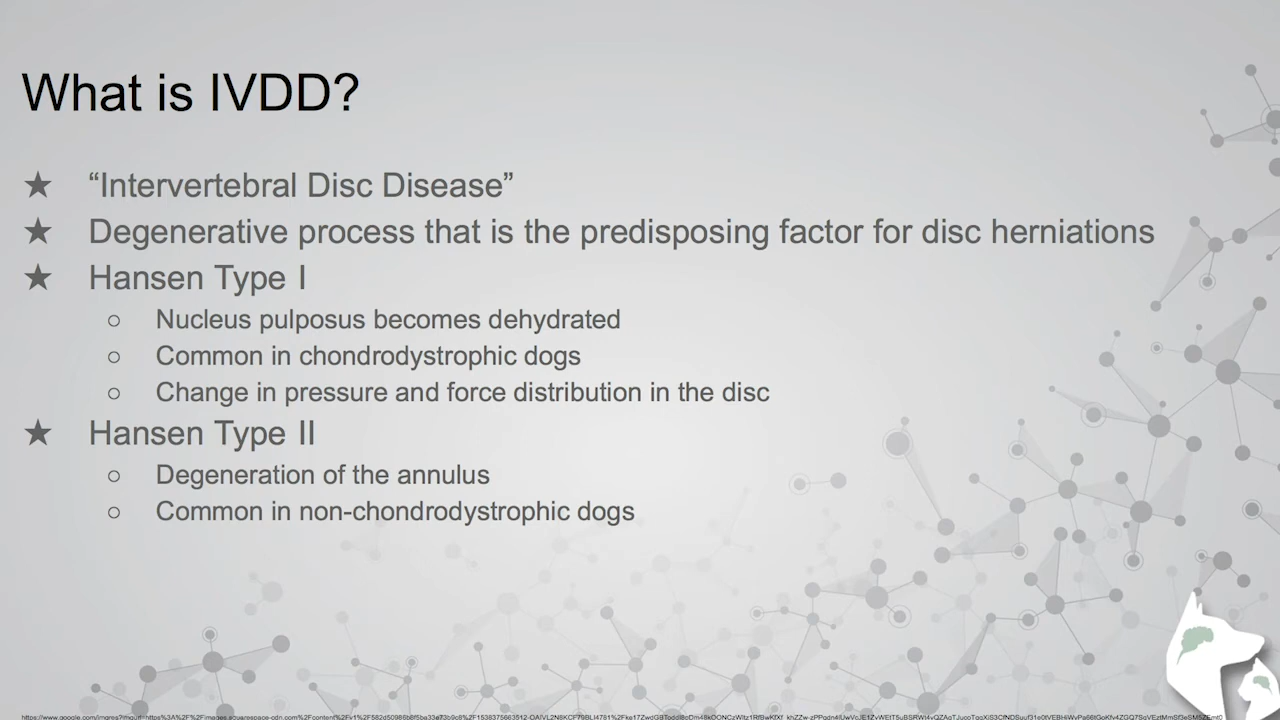 What is IVDD?
★ “Intervertebral Disc Disease”
★ Degenerative process that is the predisposing factor for disc herniations
★ Hansen Type I
○ Nucleus pulposus becomes dehydrated
○ Common in chondrodystrophic dogs
○ Change in pressure and force distribution in the disc
★ Hansen Type II
○ Degeneration of the annulus
○ Common in non-chondrodystrophic dogs